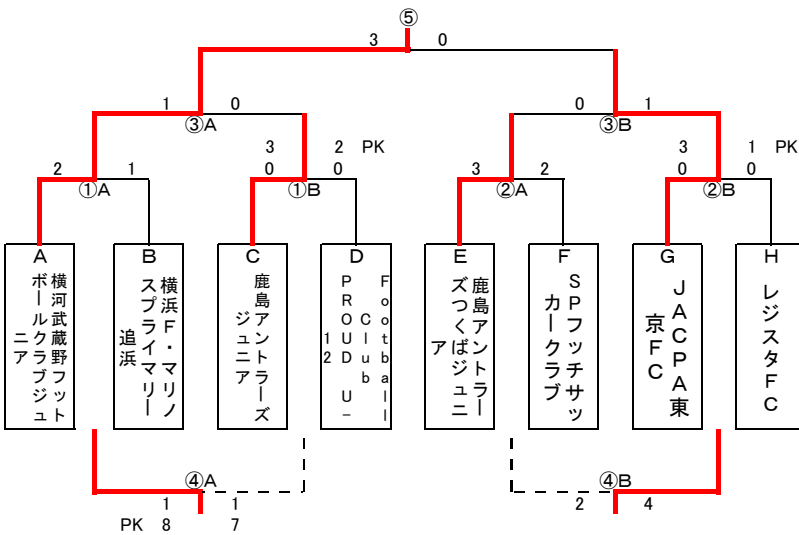 ⑤
3 0
1 0
③A
0 1
③B
3 2 PK
3 1 PK
2 1
①A
0 0
①B
3 2
②A
0 0
②B
A
横河武蔵野フット
ボールクラブジュ
ニア
B
横浜F・マリノ
スプライマリー
追浜
C
鹿島アントラーズ
ジュニア
D
Football
Club
PROUD U-
12
E
鹿島アントラー
ズつくばジュニ
ア
F
SPフッチサッ
カークラブ
G
JACPA東
京FC
H
レジスタFC
④A
1 1
PK 8 7
④B
2 4